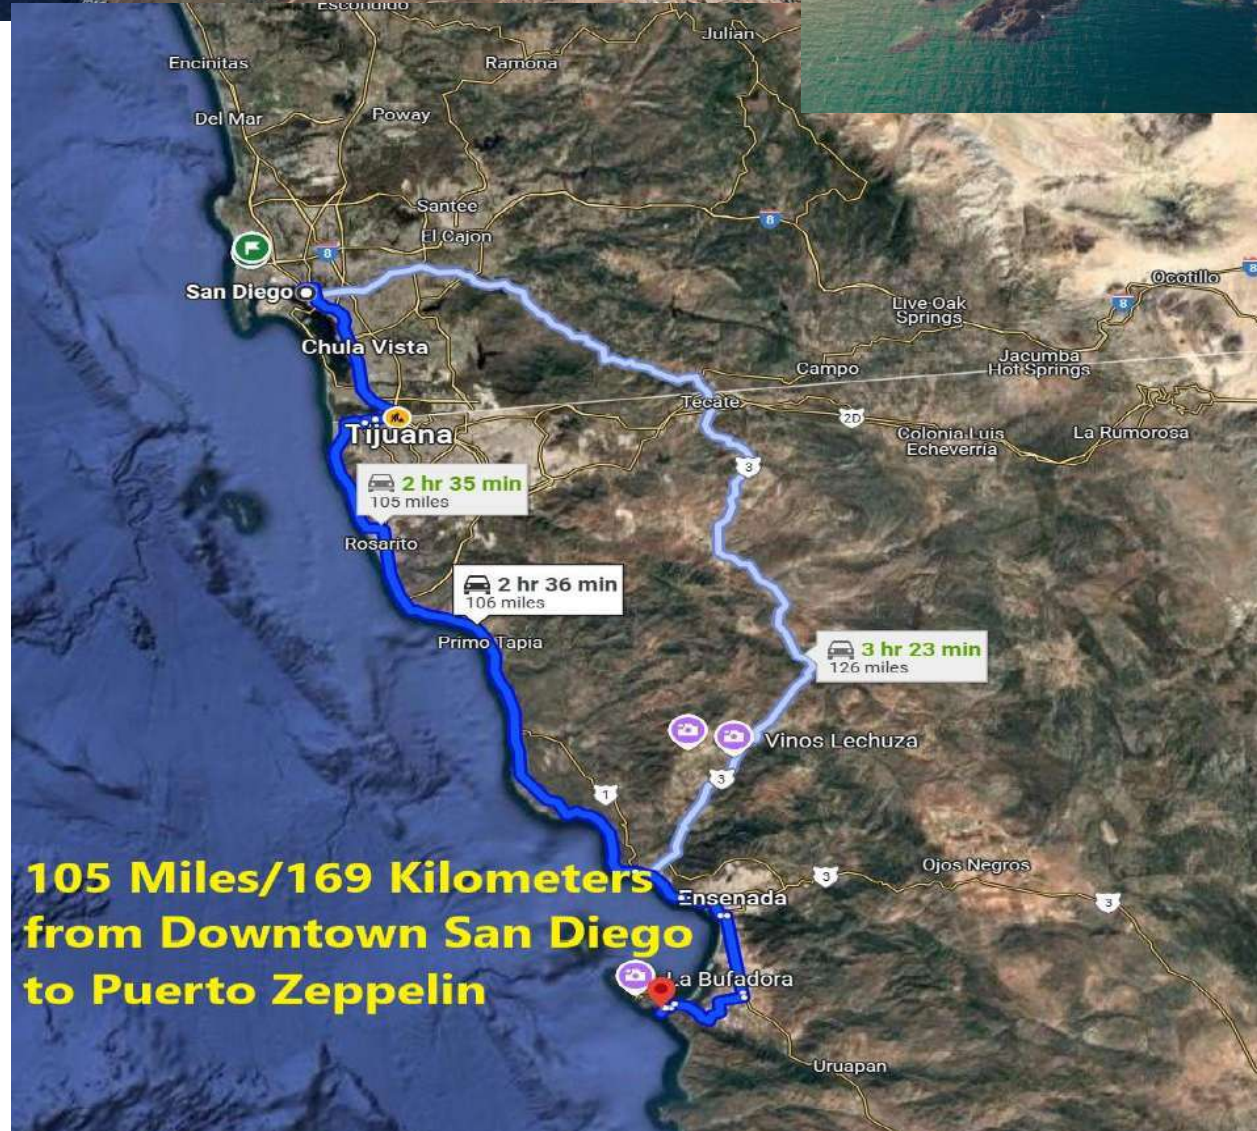 Escondido
Julian
Encinitas
Ramona
Del Mar
Poway
Santee
8
El Cajon
8
8
Ocotillo
San Diego
Live Oak
Springs
8
Chula Vista
Jacumba
Hot Springs
Campo
Tecate
2D
Tijuana
Colonia Luis
Echeverría
La Rumorosa
3
2 hr 35 min
105 miles
Rosarito
2 hr 36 min
106 miles
Primo Tapia
3 hr 23 min
126 miles
Vinos Lechuza
3
1
Ojos Negros
3
3
Ensenada
105 Miles/169 Kilometers
from Downtown San Diego
to Puerto Zeppelin
La Bufadora
Uruapan